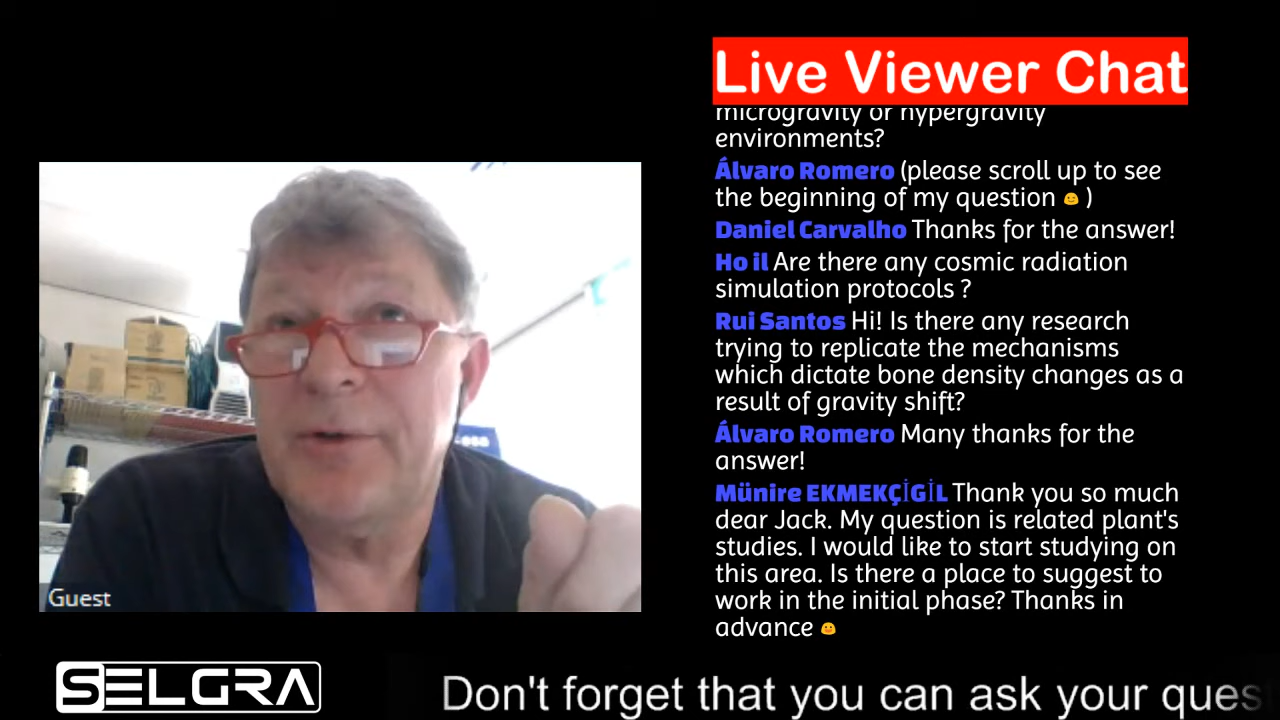 Live Viewer Chat
microgravity or hypergravity
environments?
Álvaro Romero (please scroll up to see
the beginning of my question )
Daniel Carvalho Thanks for the answer!
Ho il Are there any cosmic radiation
simulation protocols ?
Rui Santos Hi! Is there any research
trying to replicate the mechanisms
which dictate bone density changes as a
result of gravity shift?
Álvaro Romero Many thanks for the
answer!
Münire EKMEKÇİGİL Thank you so much
dear Jack. My question is related plant's
studies. I would like to start studying on
this area. Is there a place to suggest to
work in the initial phase? Thanks in
advance
esa
Guest
SELGRA
Don't forget that you can ask your ques